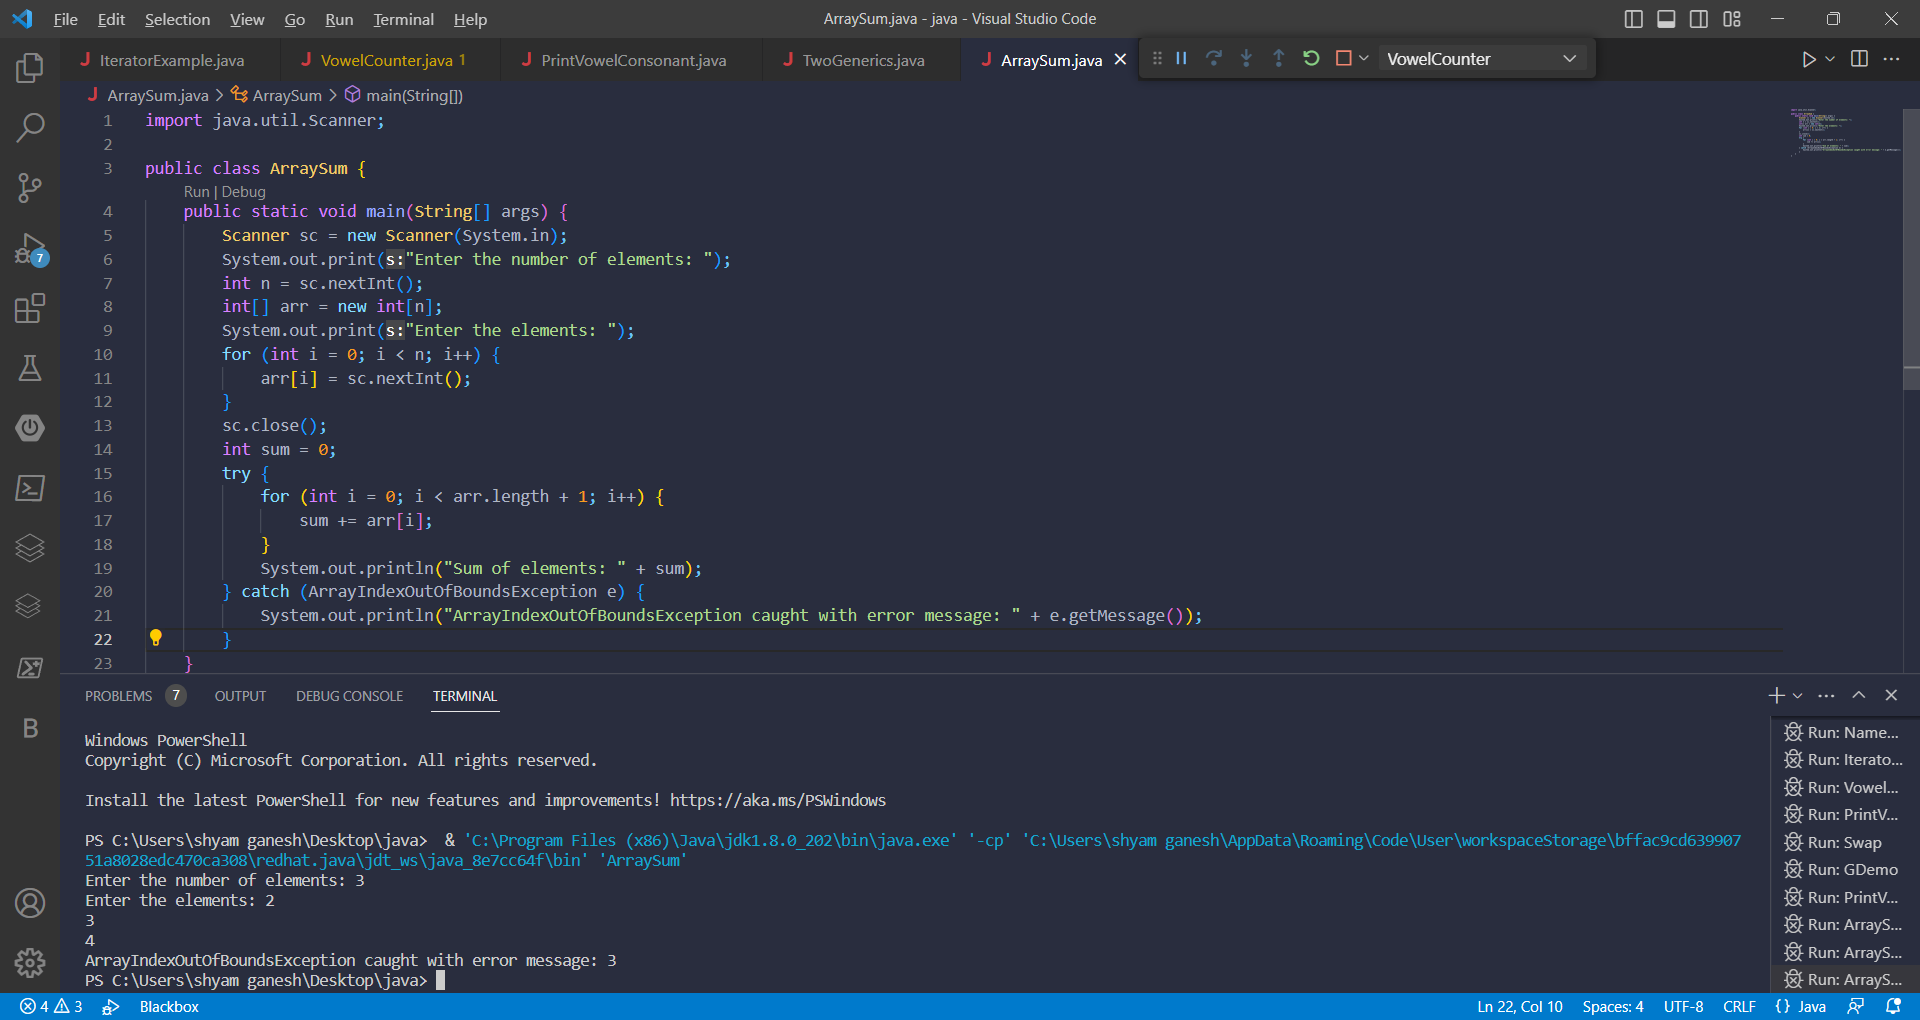 File Edit Selection View Go Run Terminal Help
ArraySum.java - java - Visual Studio Code
IteratorExample.java
VowelCounter.java 1
PrintVowelConsonant.java
TwoGenerics.java
ArraySum.java
VowelCounter
ArraySum.java > ArraySum > main(String[])
1 import java.util.Scanner;
2
3 public class ArraySum {
Run | Debug
4 public static void main(String[] args) {
5 Scanner sc = new Scanner(System.in);
6 System.out.print(s:"Enter the number of elements: ");
7 int n = sc.nextInt();
8 int[] arr = new int[n];
9 System.out.print(s:"Enter the elements: ");
10 for (int i = 0; i < n; i++) {
11 arr[i] = sc.nextInt();
12 }
13 sc.close();
14 int sum = 0;
15 try {
16 for (int i = 0; i < arr.length + 1; i++) {
17 sum += arr[i];
18 }
19 System.out.println("Sum of elements: " + sum);
20 } catch (ArrayIndexOutOfBoundsException e) {
21 System.out.println("ArrayIndexOutOfBoundsException caught with error message: " + e.getMessage());
22 }
23 }
7
B
PROBLEMS 7 OUTPUT DEBUG CONSOLE TERMINAL
Windows PowerShell
Copyright (C) Microsoft Corporation. All rights reserved.
Install the latest PowerShell for new features and improvements! https://aka.ms/PSWindows
PS C:\Users\shyam ganesh\Desktop\java>  & 'C:\Program Files (x86)\Java\jdk1.8.0_202\bin\java.exe' '-cp' 'C:\Users\shyam ganesh\AppData\Roaming\Code\User\workspaceStorage\bffac9cd639907
51a8028edc470ca308\redhat.java\jdt_ws\java_8e7cc64f\bin' 'ArraySum'
Enter the number of elements: 3
Enter the elements: 2
3
4
ArrayIndexOutOfBoundsException caught with error message: 3
PS C:\Users\shyam ganesh\Desktop\java>
Run: Name...
Run: Iterato...
Run: Vowel...
Run: PrintV...
Run: Swap
Run: GDemo
Run: PrintV...
Run: ArrayS...
Run: ArrayS...
Run: ArrayS...
4 3 Blackbox
Ln 22, Col 10 Spaces: 4 UTF-8 CRLF {} Java